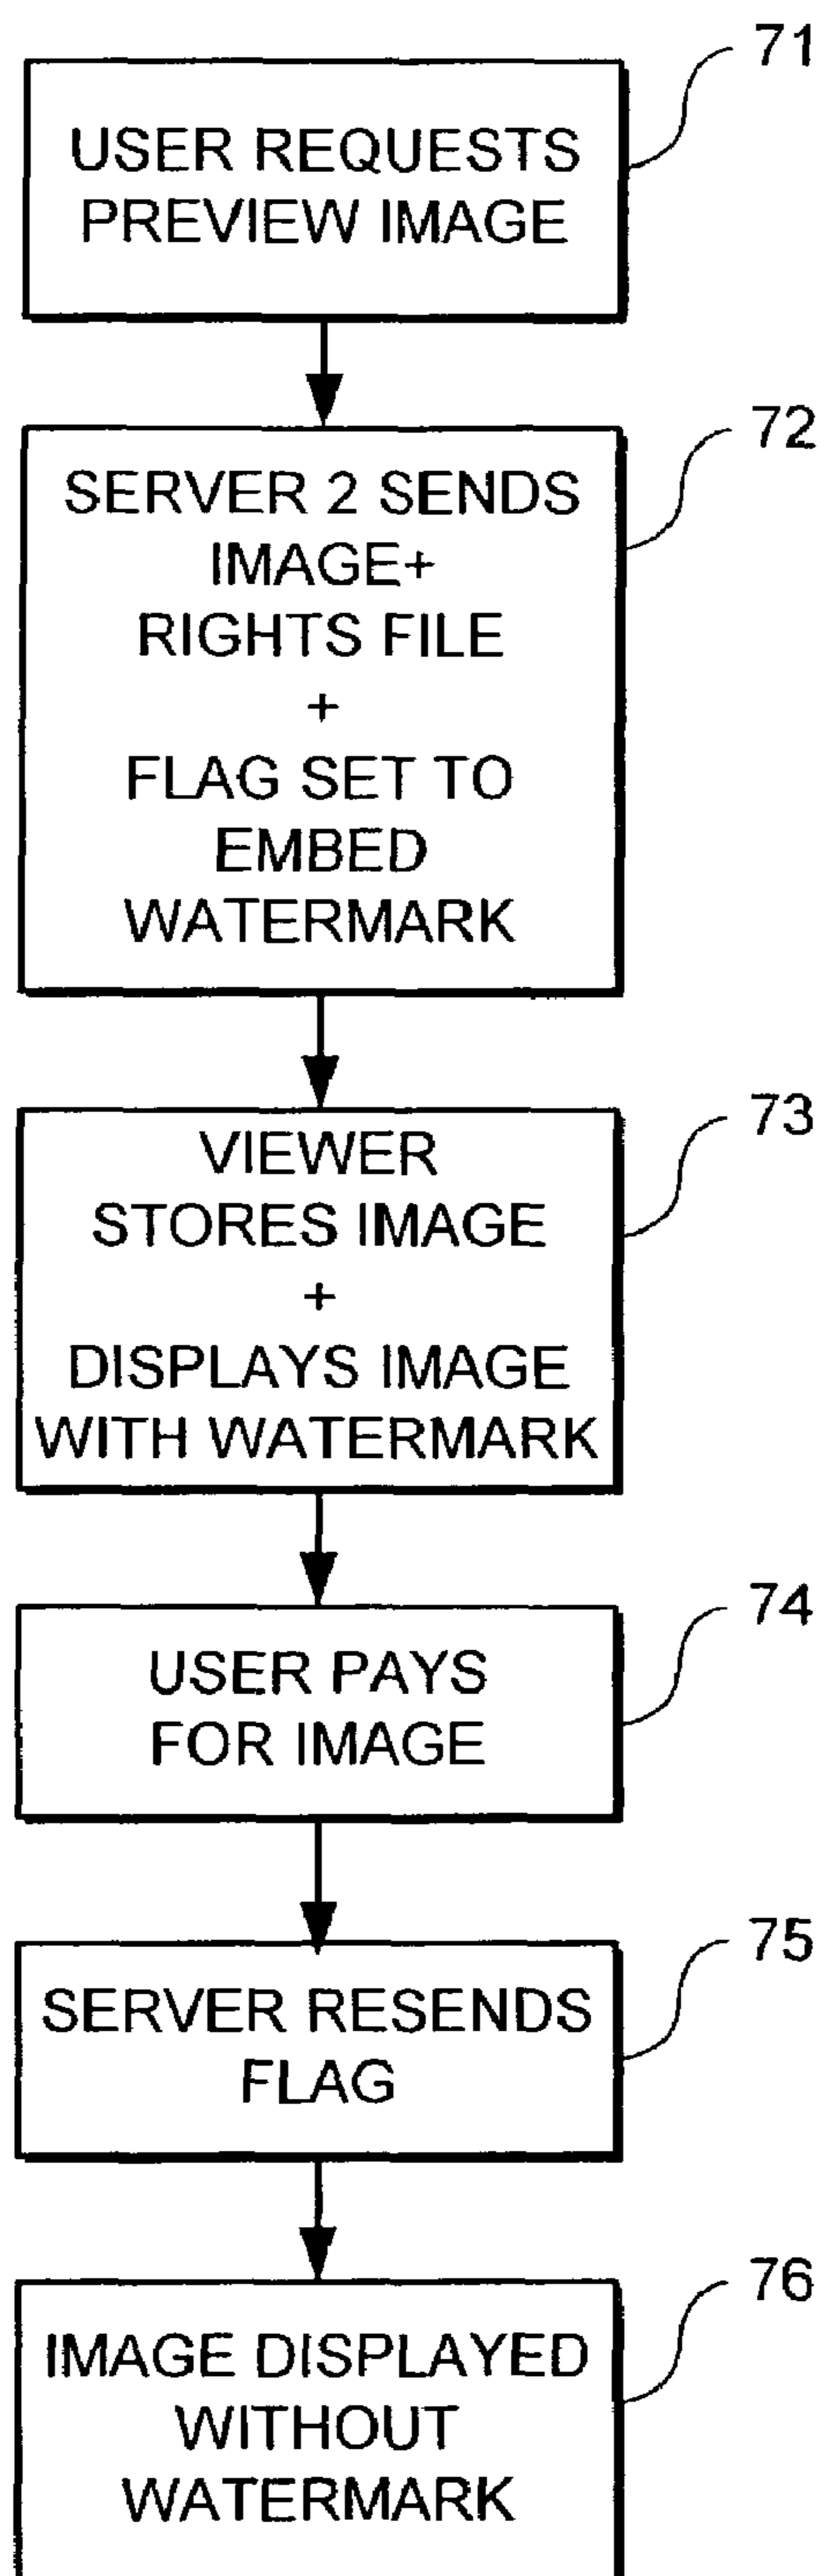 71
USER REQUESTS
PREVIEW IMAGE
72
SERVER 2 SENDS
IMAGE+
RIGHTS FILE
+
FLAG SET TO
EMBED
WATERMARK
73
VIEWER
STORES IMAGE
+
DISPLAYS IMAGE
WITH WATERMARK
74
USER PAYS
FOR IMAGE
75
SERVER RESENDS
FLAG
76
IMAGE DISPLAYED
WITHOUT
WATERMARK